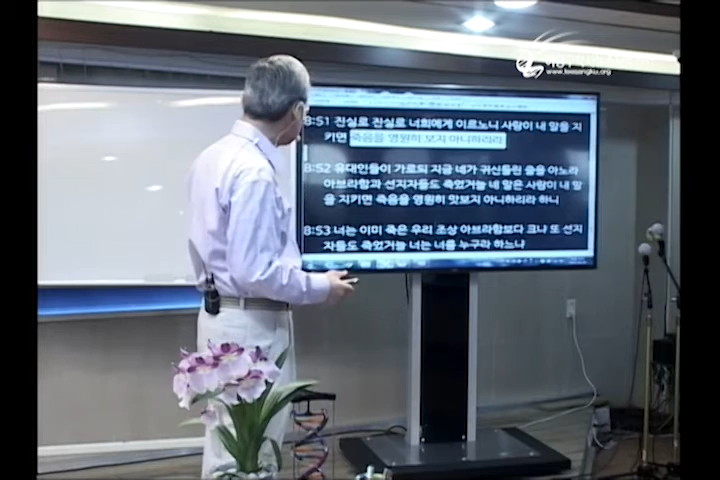 www.leesangku.org
8:51 진실로 진실로 너희에게 이르노니 사람이 내 말을 지
키면 죽음을 영원히 보지 아니하리라
8:52 유대인들이 가로되 지금 네가 귀신들린 줄을 아노라
아브라함과 선지자들도 죽었거늘 네 말은 사람이 내 말
을 지키면 죽음을 영원히 맛보지 아니하리라 하니
8:53 너는 이미 죽은 우리 조상 아브라함보다 크냐 또 선지
자들도 죽었거늘 너는 너를 누구라 하느냐